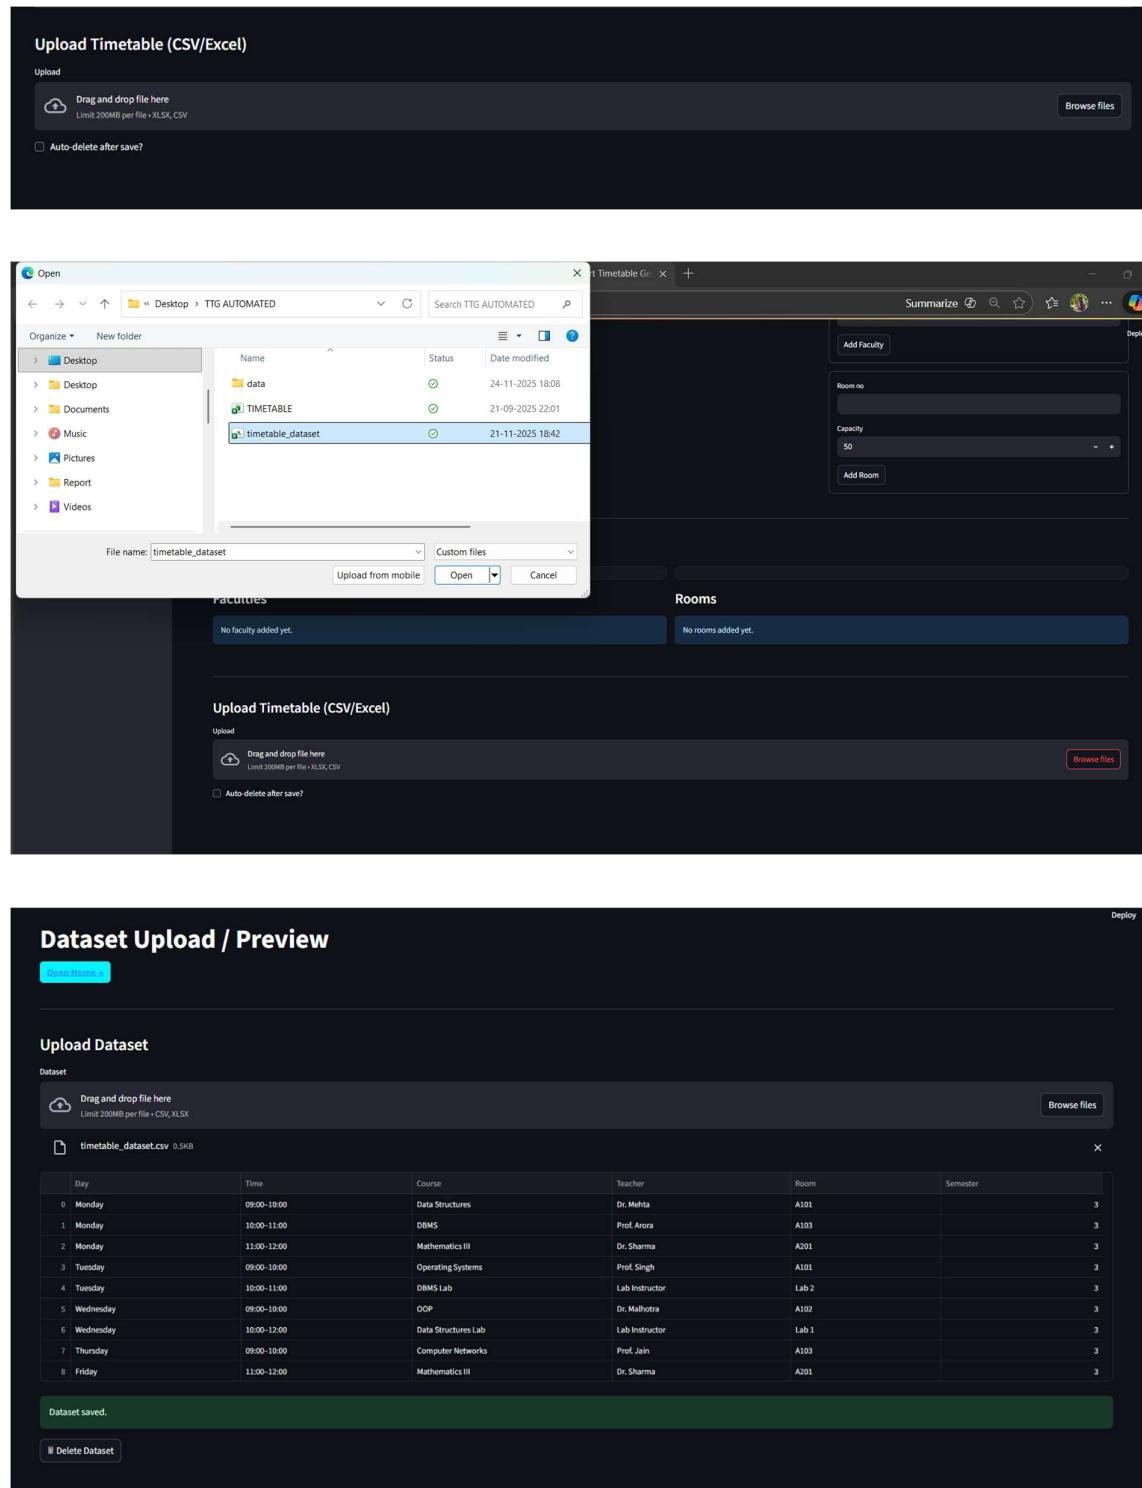 Upload Timetable (CSV/Excel)
Upload
Drag and drop file here
Limit 200MB per file • XLSX, CSV
Browse files
Auto-delete after save?
Open
rt Timetable Ge
« Desktop > TTG AUTOMATED
Search TTG AUTOMATED
Summarize
Organize
New folder
Name Status Date modified
Desktop
Desktop
Documents
Music
Pictures
Report
Videos
data 24-11-2025 18:08
TIMETABLE 21-09-2025 22:01
timetable_dataset 21-11-2025 18:42
File name: timetable_dataset
Custom files
Upload from mobile Open Cancel
Add Faculty
Room no
Capacity
50 - +
Add Room
Faculties
No faculty added yet.
Rooms
No rooms added yet.
Upload Timetable (CSV/Excel)
Upload
Drag and drop file here
Limit 200MB per file • XLSX, CSV
Browse files
Auto-delete after save?
Deploy
Dataset Upload / Preview
Open Home →
Upload Dataset
Dataset
Drag and drop file here
Limit 200MB per file • CSV, XLSX
Browse files
timetable_dataset.csv 0.5KB
Day Time Course Teacher Room Semester
0 Monday 09:00–10:00 Data Structures Dr. Mehta A101 3
1 Monday 10:00–11:00 DBMS Prof. Arora A103 3
2 Monday 11:00–12:00 Mathematics III Dr. Sharma A201 3
3 Tuesday 09:00–10:00 Operating Systems Prof. Singh A101 3
4 Tuesday 10:00–11:00 DBMS Lab Lab Instructor Lab 2 3
5 Wednesday 09:00–10:00 OOP Dr. Malhotra A102 3
6 Wednesday 10:00–12:00 Data Structures Lab Lab Instructor Lab 1 3
7 Thursday 09:00–10:00 Computer Networks Prof. Jain A103 3
8 Friday 11:00–12:00 Mathematics III Dr. Sharma A201 3
Dataset saved.
Delete Dataset